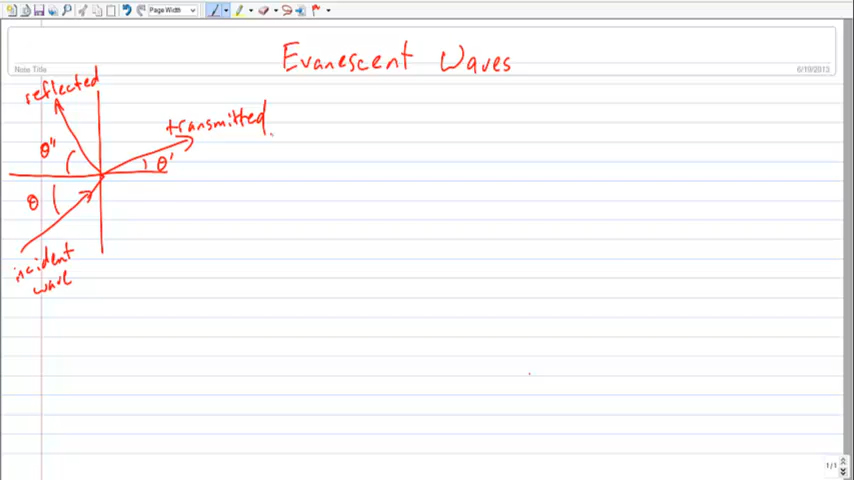 Page Width
Evanescent Waves
Note Title
6/19/2013
reflected
transmitted
θ"
θ'
θ
incident
wave
1/1